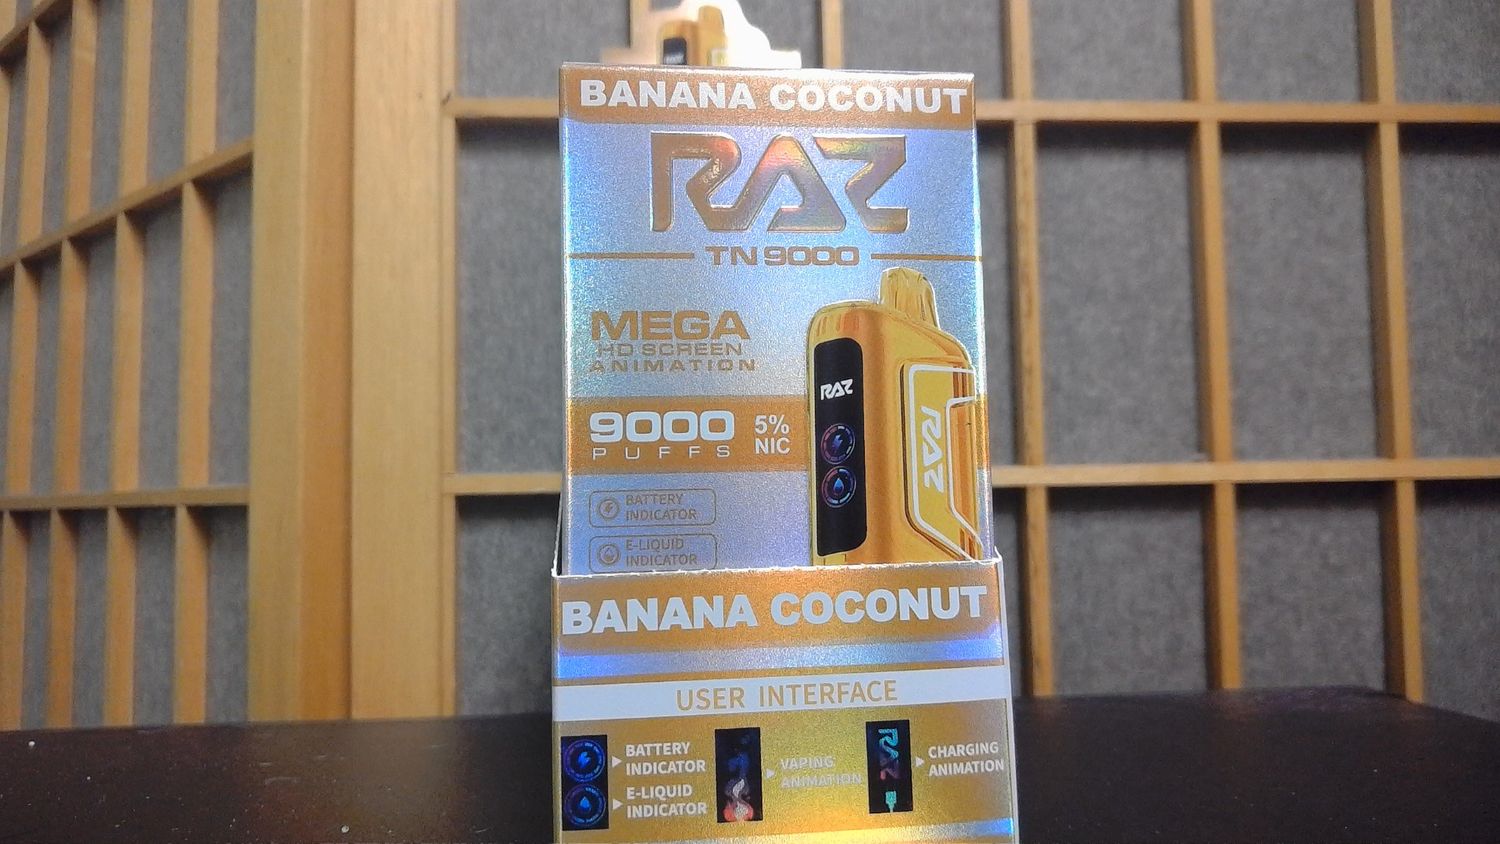 BANANA COCONUT
RAZ
TN 9000
MEGA
HD SCREEN
ANIMATION
9000
PUFFS
5%
NIC
BATTERY
INDICATOR
E-LIQUID
INDICATOR
RAZ
RAZ
BANANA COCONUT
USER INTERFACE
BATTERY
INDICATOR
E-LIQUID
INDICATOR
VAPING
ANIMATION
RAZ
CHARGING
ANIMATION